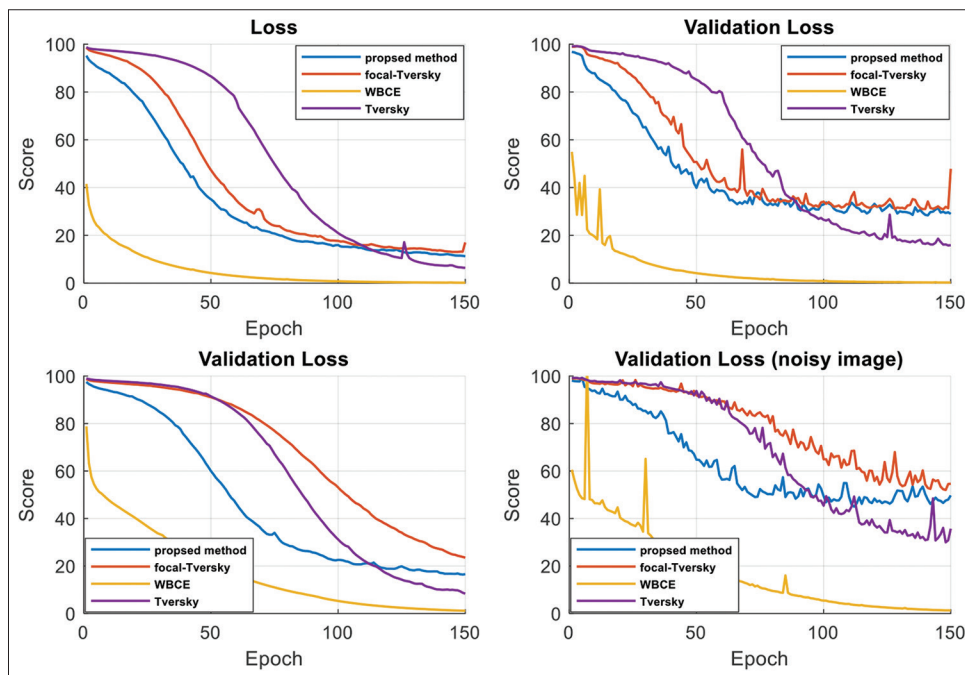 Loss
100
80
60
40
20
0
Score
0
50
100
150
Epoch
propsed method
focal-Tversky
WBCE
Tversky
Validation Loss
100
80
60
40
20
0
Score
0
50
100
150
Epoch
propsed method
focal-Tversky
WBCE
Tversky
Validation Loss
100
80
60
40
20
0
Score
0
50
100
150
Epoch
propsed method
focal-Tversky
WBCE
Tversky
Validation Loss (noisy image)
100
80
60
40
20
0
Score
0
50
100
150
Epoch
propsed method
focal-Tversky
WBCE
Tversky